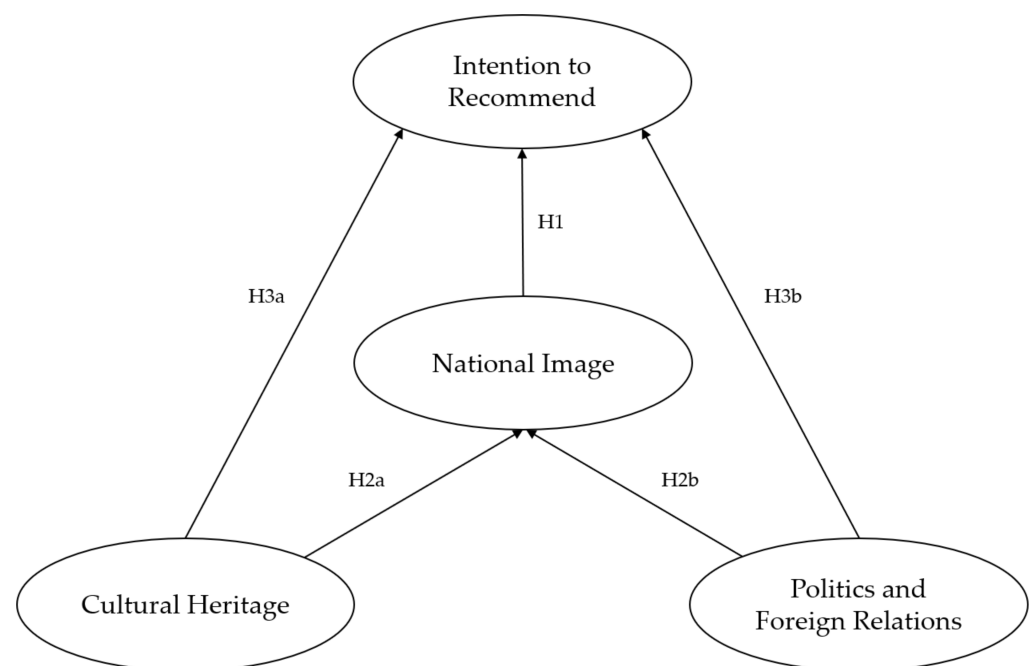 Intention to
Recommend
H1
H3a
H3b
National Image
H2a
H2b
Cultural Heritage
Politics and
Foreign Relations